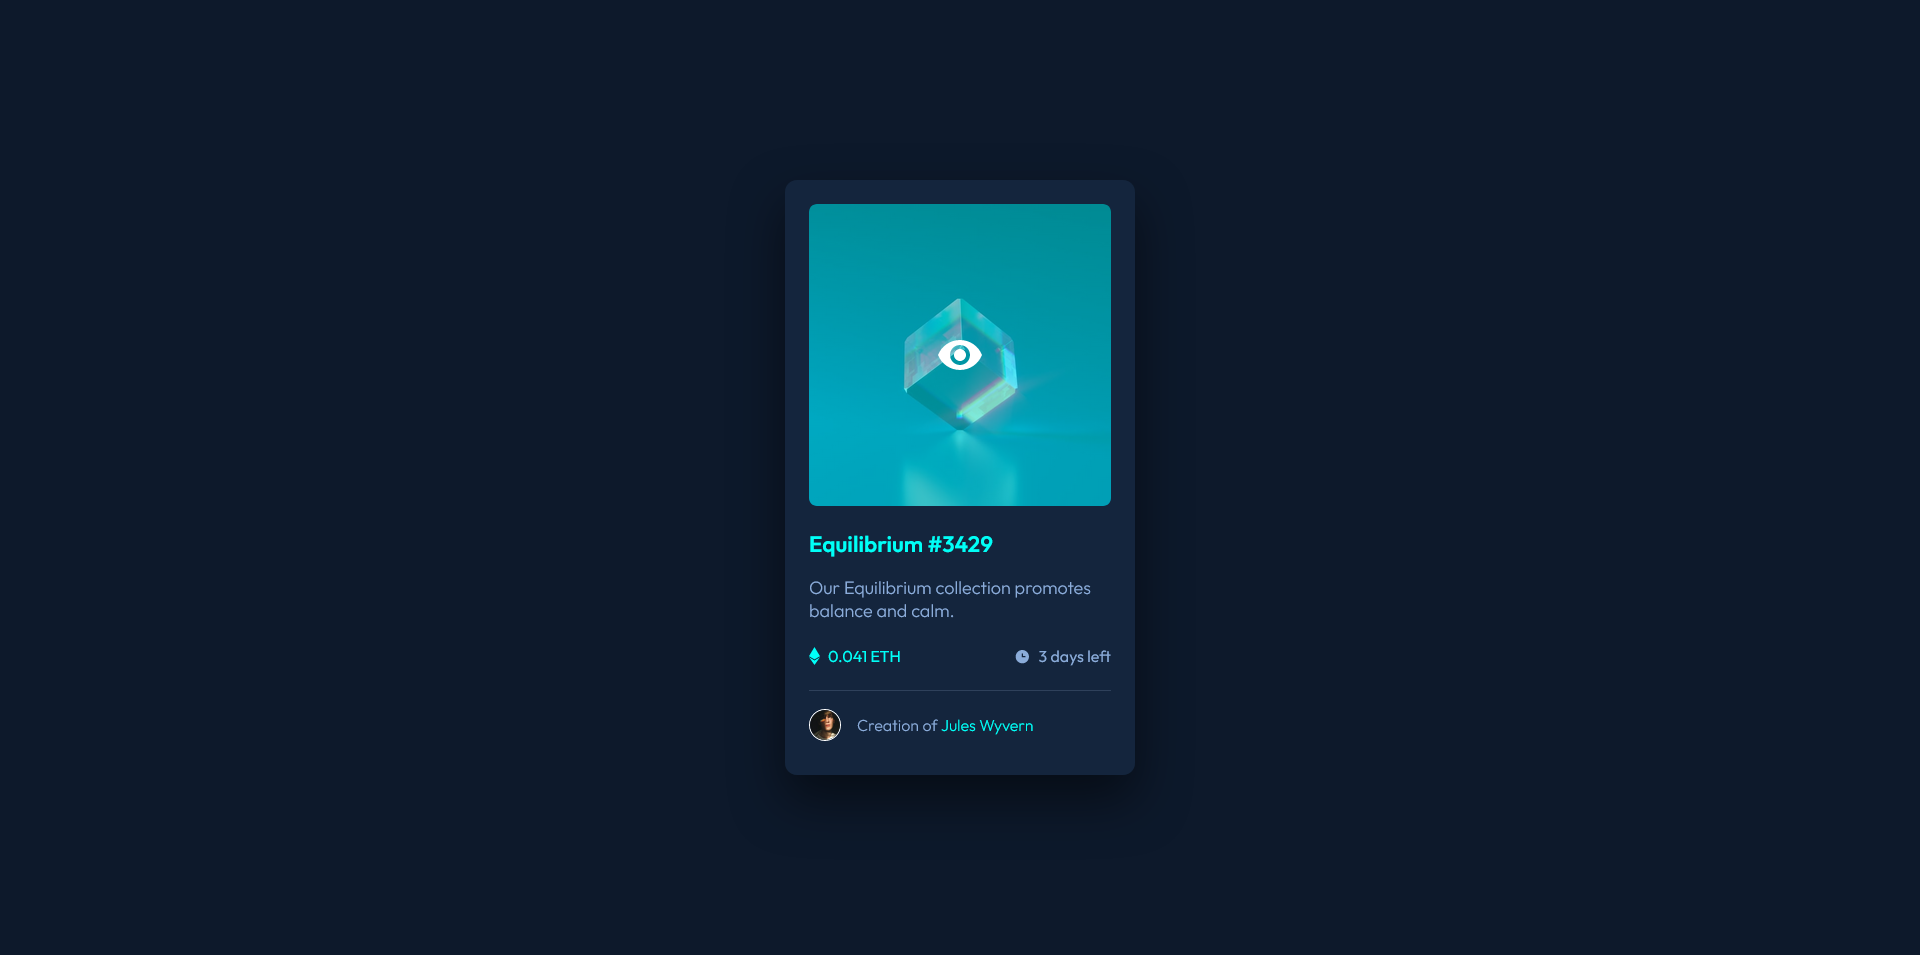 Equilibrium #3429
Our Equilibrium collection promotes
balance and calm.
0.041 ETH
3 days left
Creation of Jules Wyvern